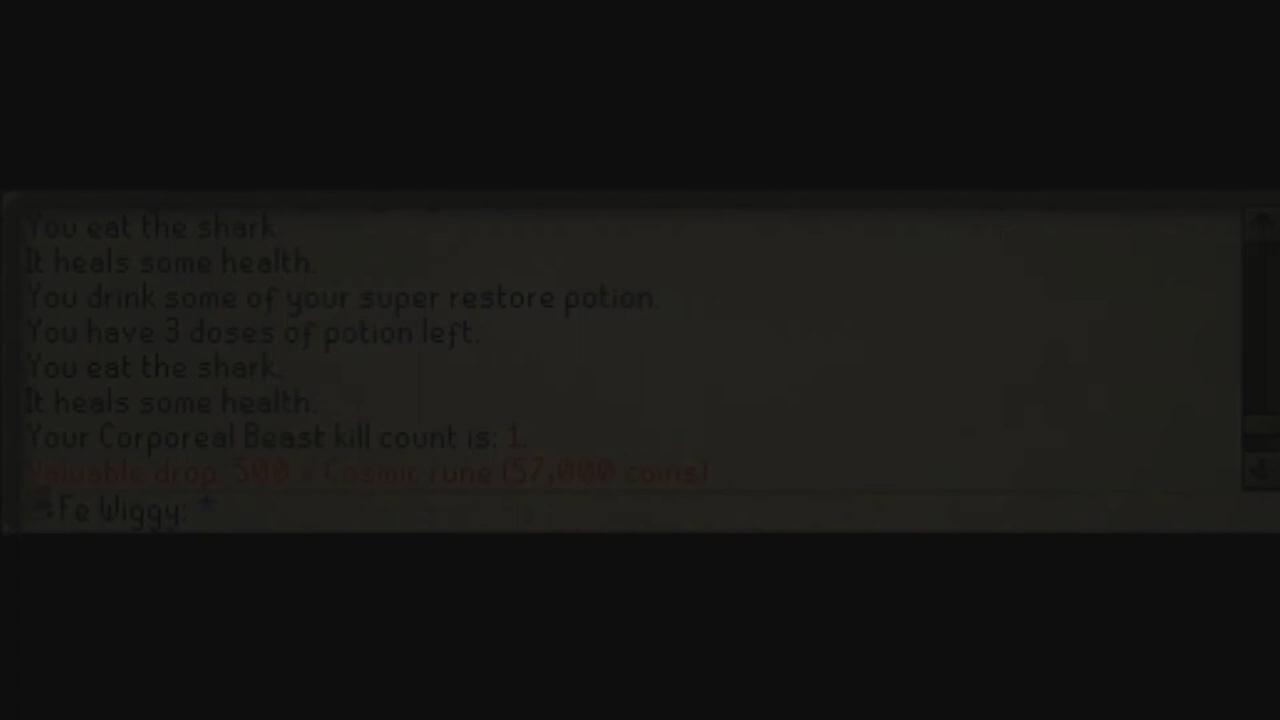 You eat the shark.
It heals some health.
You drink some of your super restore potion.
You have 3 doses of potion left.
You eat the shark.
It heals some health.
Your Corporeal Beast kill count is: 1.
Valuable drop: 500 x Cosmic rune (57,000 coins)
Fe Wiggy: *